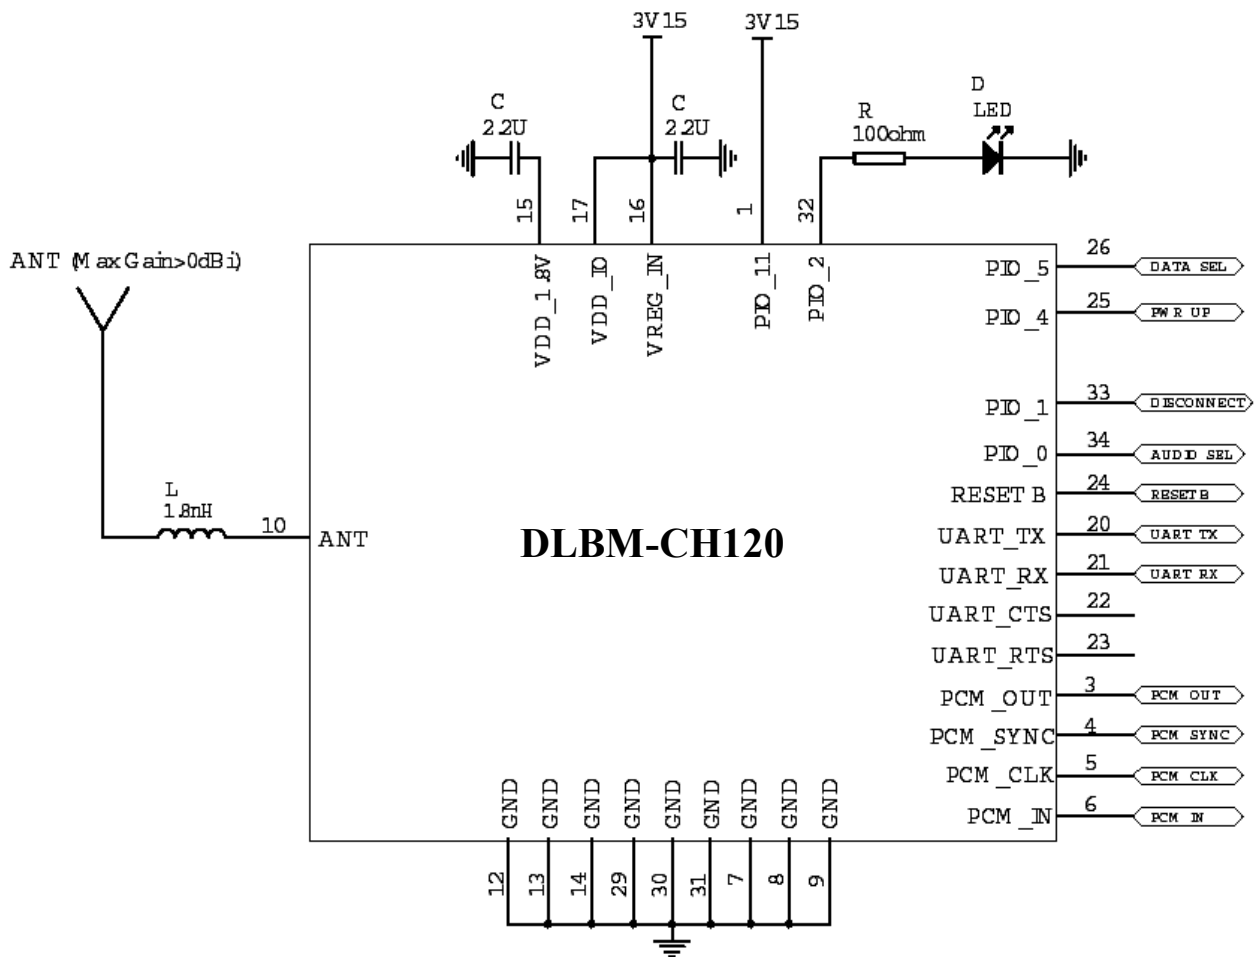 3V15
3V15
C
2.2U
C
2.2U
R
100ohm
D
LED
15
17
16
1
32
ANT (MaxGain>0dBi)
VDD_1.8V
VDD_IO
VREG_IN
PIO_11
PIO_2
PIO_5
26
DATA SEL
PIO_4
25
PWR UP
PIO_1
33
DISCONNECT
PIO_0
34
AUDIO SEL
RESETB
24
RESETB
L
1.8nH
10
ANT
DLBM-CH120
UART_TX
20
UART TX
UART_RX
21
UART RX
UART_CTS
22
UART_RTS
23
PCM_OUT
3
PCM OUT
PCM_SYNC
4
PCM SYNC
PCM_CLK
5
PCM CLK
PCM_IN
6
PCM IN
GND
GND
GND
GND
GND
GND
GND
GND
GND
12
13
14
29
30
31
7
8
9